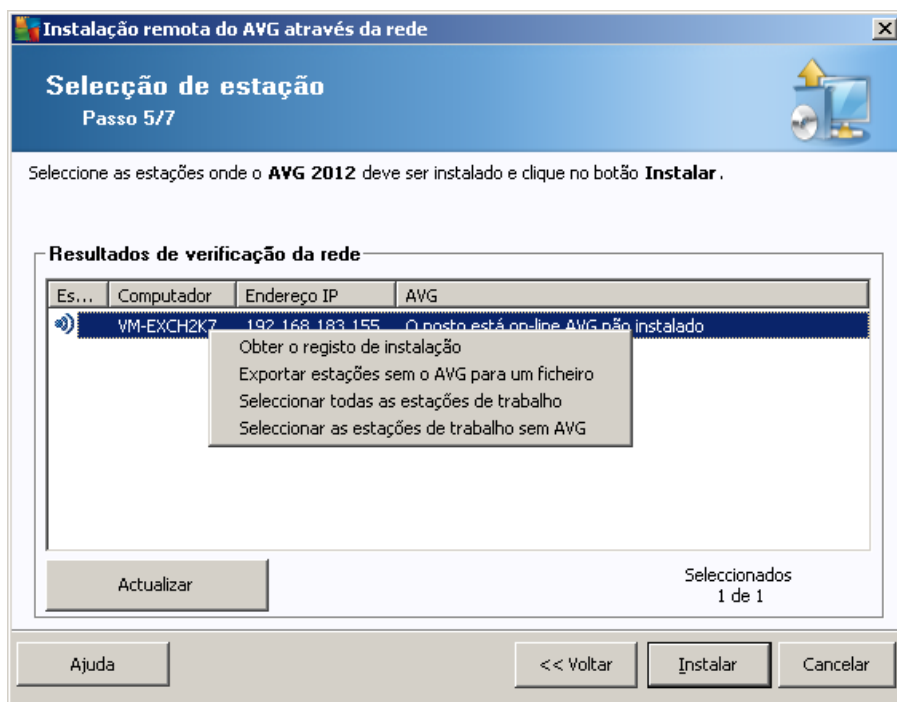 Instalação remota do AVG através da rede
Selecção de estação
Passo 5/7
Seleccione as estações onde o AVG 2012 deve ser instalado e clique no botão Instalar.
Resultados de verificação da rede
Es... Computador Endereço IP AVG
VM-EXCH2K7 192.168.183.155 O posto está on-line AVG não instalado
Obter o registo de instalação
Exportar estações sem o AVG para um ficheiro
Seleccionar todas as estações de trabalho
Seleccionar as estações de trabalho sem AVG
Actualizar
Seleccionados
1 de 1
Ajuda << Voltar Instalar Cancelar